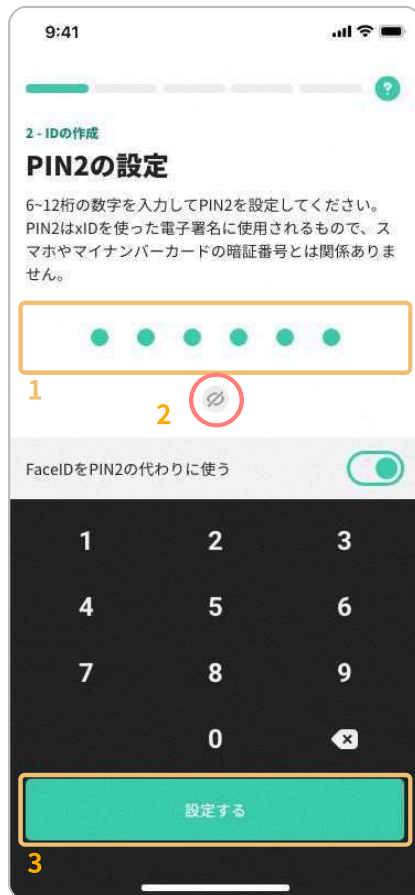 9:41
?
2 - IDの作成
PIN2の設定
6~12桁の数字を入力してPIN2を設定してください。
PIN2はxIDを使った電子署名に使用されるもので、ス
マホやマイナンバーカードの暗証番号とは関係ありま
せん。
1
2
FaceIDをPIN2の代わりに使う
1 2 3
4 5 6
7 8 9
0
設定する
3